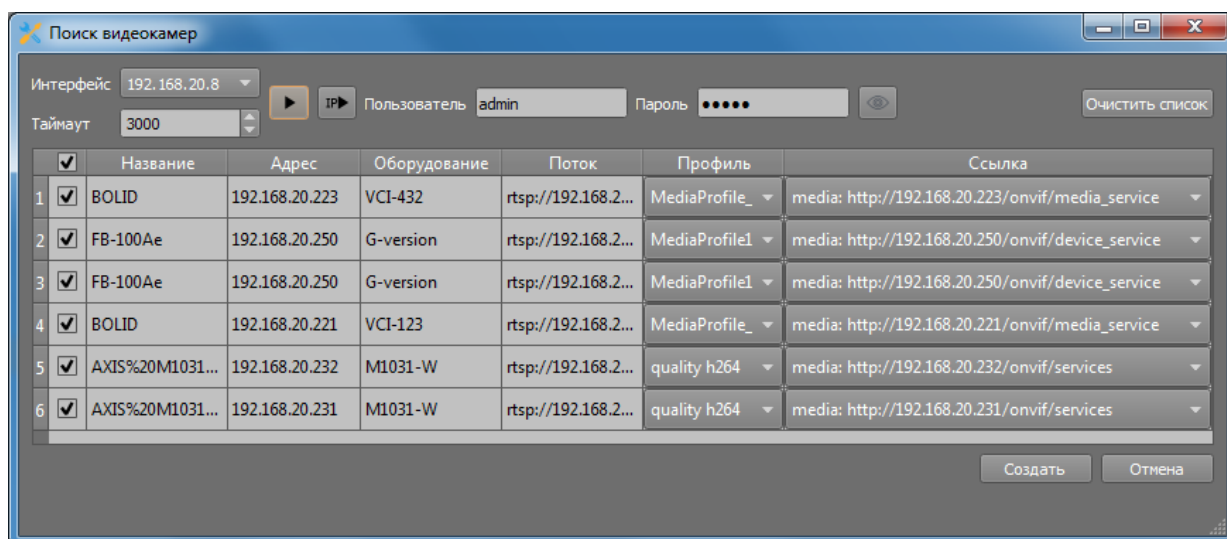 Поиск видеокамер
Интерфейс 192.168.20.8
IP Пользователь admin Пароль ●●●●● Очистить список
Таймаут 3000
Название Адрес Оборудование Поток Профиль Ссылка
1 BOLID 192.168.20.223 VCI-432 rtsp://192.168.2... MediaProfile_ media: http://192.168.20.223/onvif/media_service
2 FB-100Ae 192.168.20.250 G-version rtsp://192.168.2... MediaProfile1 media: http://192.168.20.250/onvif/device_service
3 FB-100Ae 192.168.20.250 G-version rtsp://192.168.2... MediaProfile1 media: http://192.168.20.250/onvif/device_service
4 BOLID 192.168.20.221 VCI-123 rtsp://192.168.2... MediaProfile_ media: http://192.168.20.221/onvif/media_service
5 AXIS%20M1031... 192.168.20.232 M1031-W rtsp://192.168.2... quality h264 media: http://192.168.20.232/onvif/services
6 AXIS%20M1031... 192.168.20.231 M1031-W rtsp://192.168.2... quality h264 media: http://192.168.20.231/onvif/services
Создать Отмена